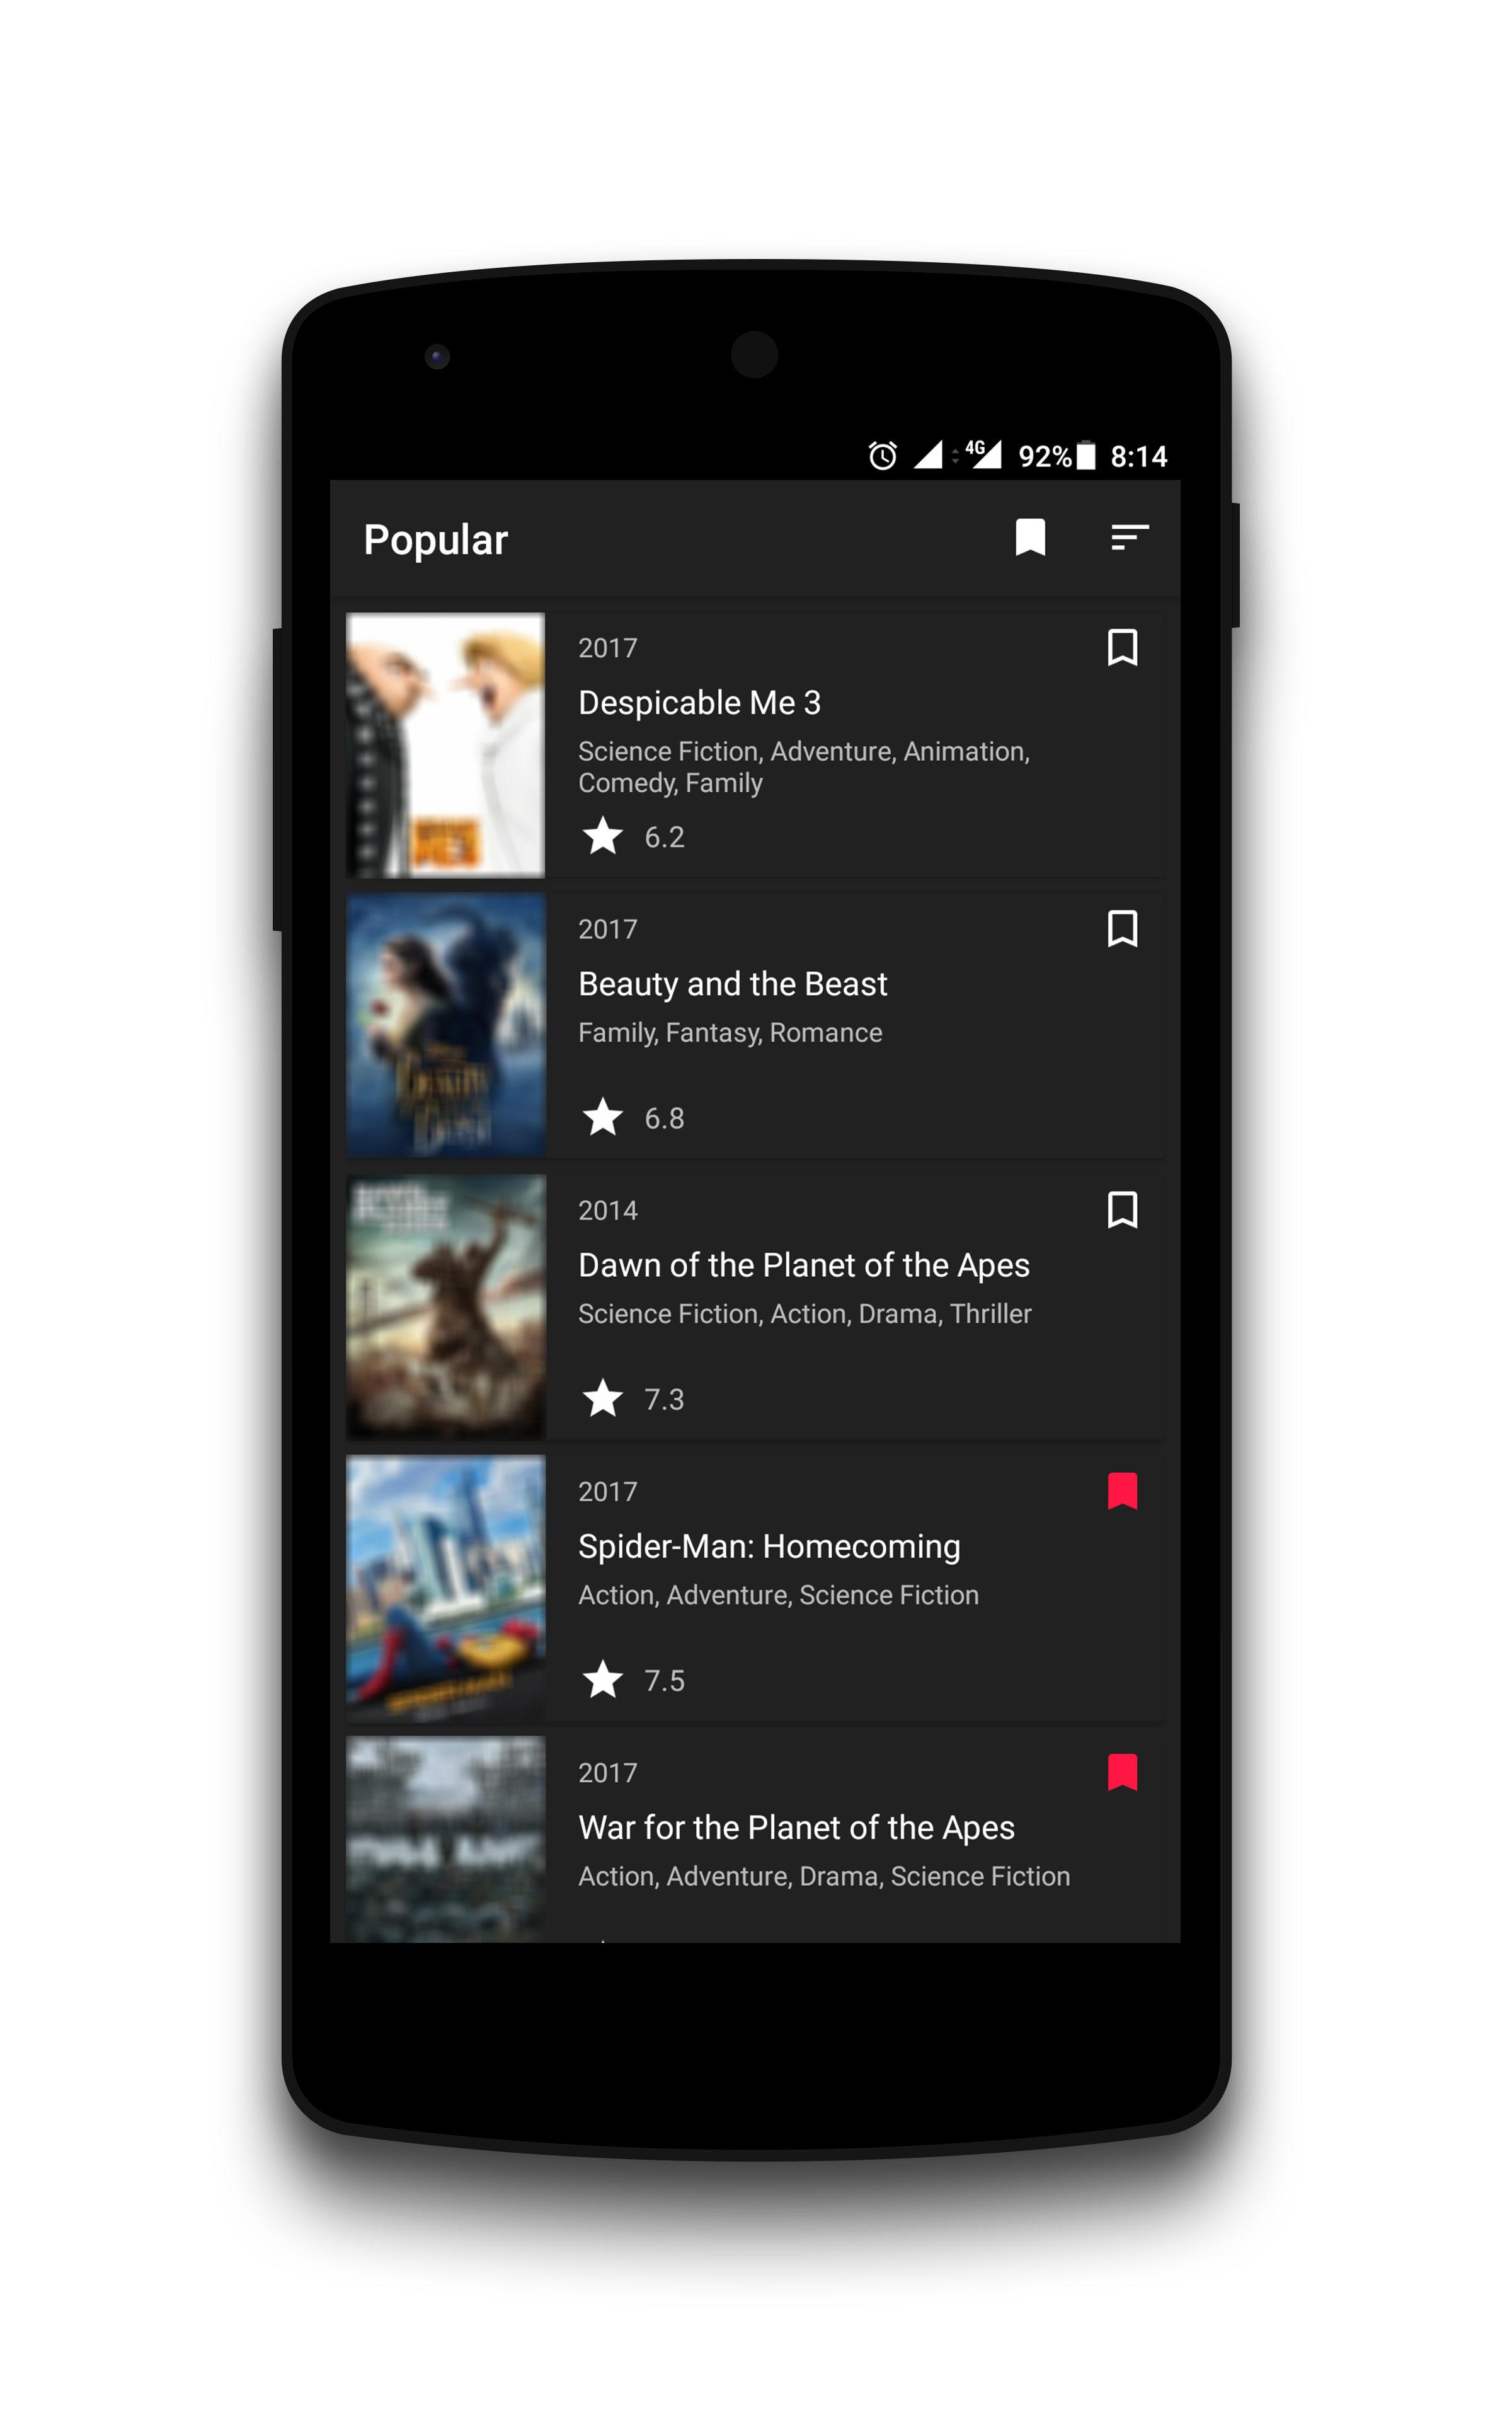 4G 92% 8:14
Popular
2017
Despicable Me 3
Science Fiction, Adventure, Animation,
Comedy, Family
6.2
2017
Beauty and the Beast
Family, Fantasy, Romance
6.8
2014
Dawn of the Planet of the Apes
Science Fiction, Action, Drama, Thriller
7.3
2017
Spider-Man: Homecoming
Action, Adventure, Science Fiction
7.5
2017
War for the Planet of the Apes
Action, Adventure, Drama, Science Fiction